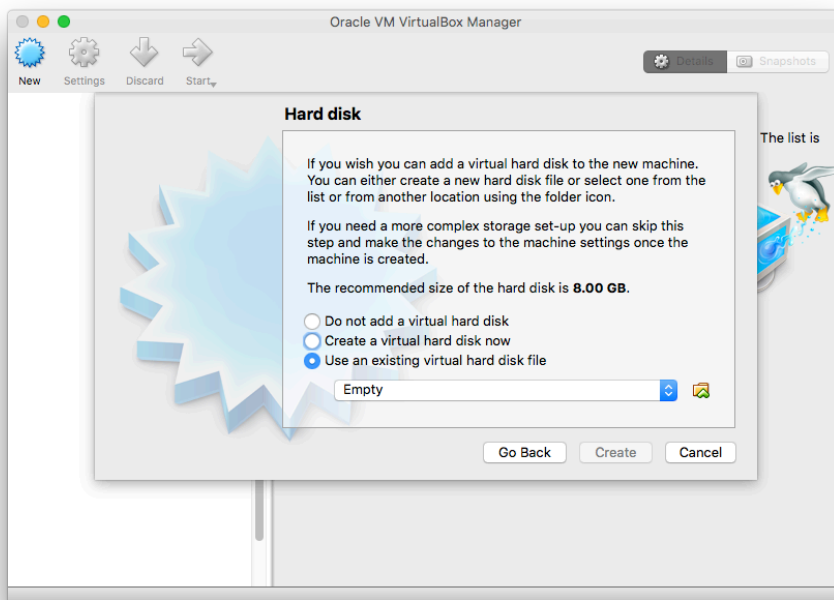 Oracle VM VirtualBox Manager
New
Settings
Discard
Start
Details
Snapshots
Hard disk
The list is
If you wish you can add a virtual hard disk to the new machine.
You can either create a new hard disk file or select one from the
list or from another location using the folder icon.
If you need a more complex storage set-up you can skip this
step and make the changes to the machine settings once the
machine is created.
The recommended size of the hard disk is 8.00 GB.
Do not add a virtual hard disk
Create a virtual hard disk now
Use an existing virtual hard disk file
Empty
Go Back
Create
Cancel